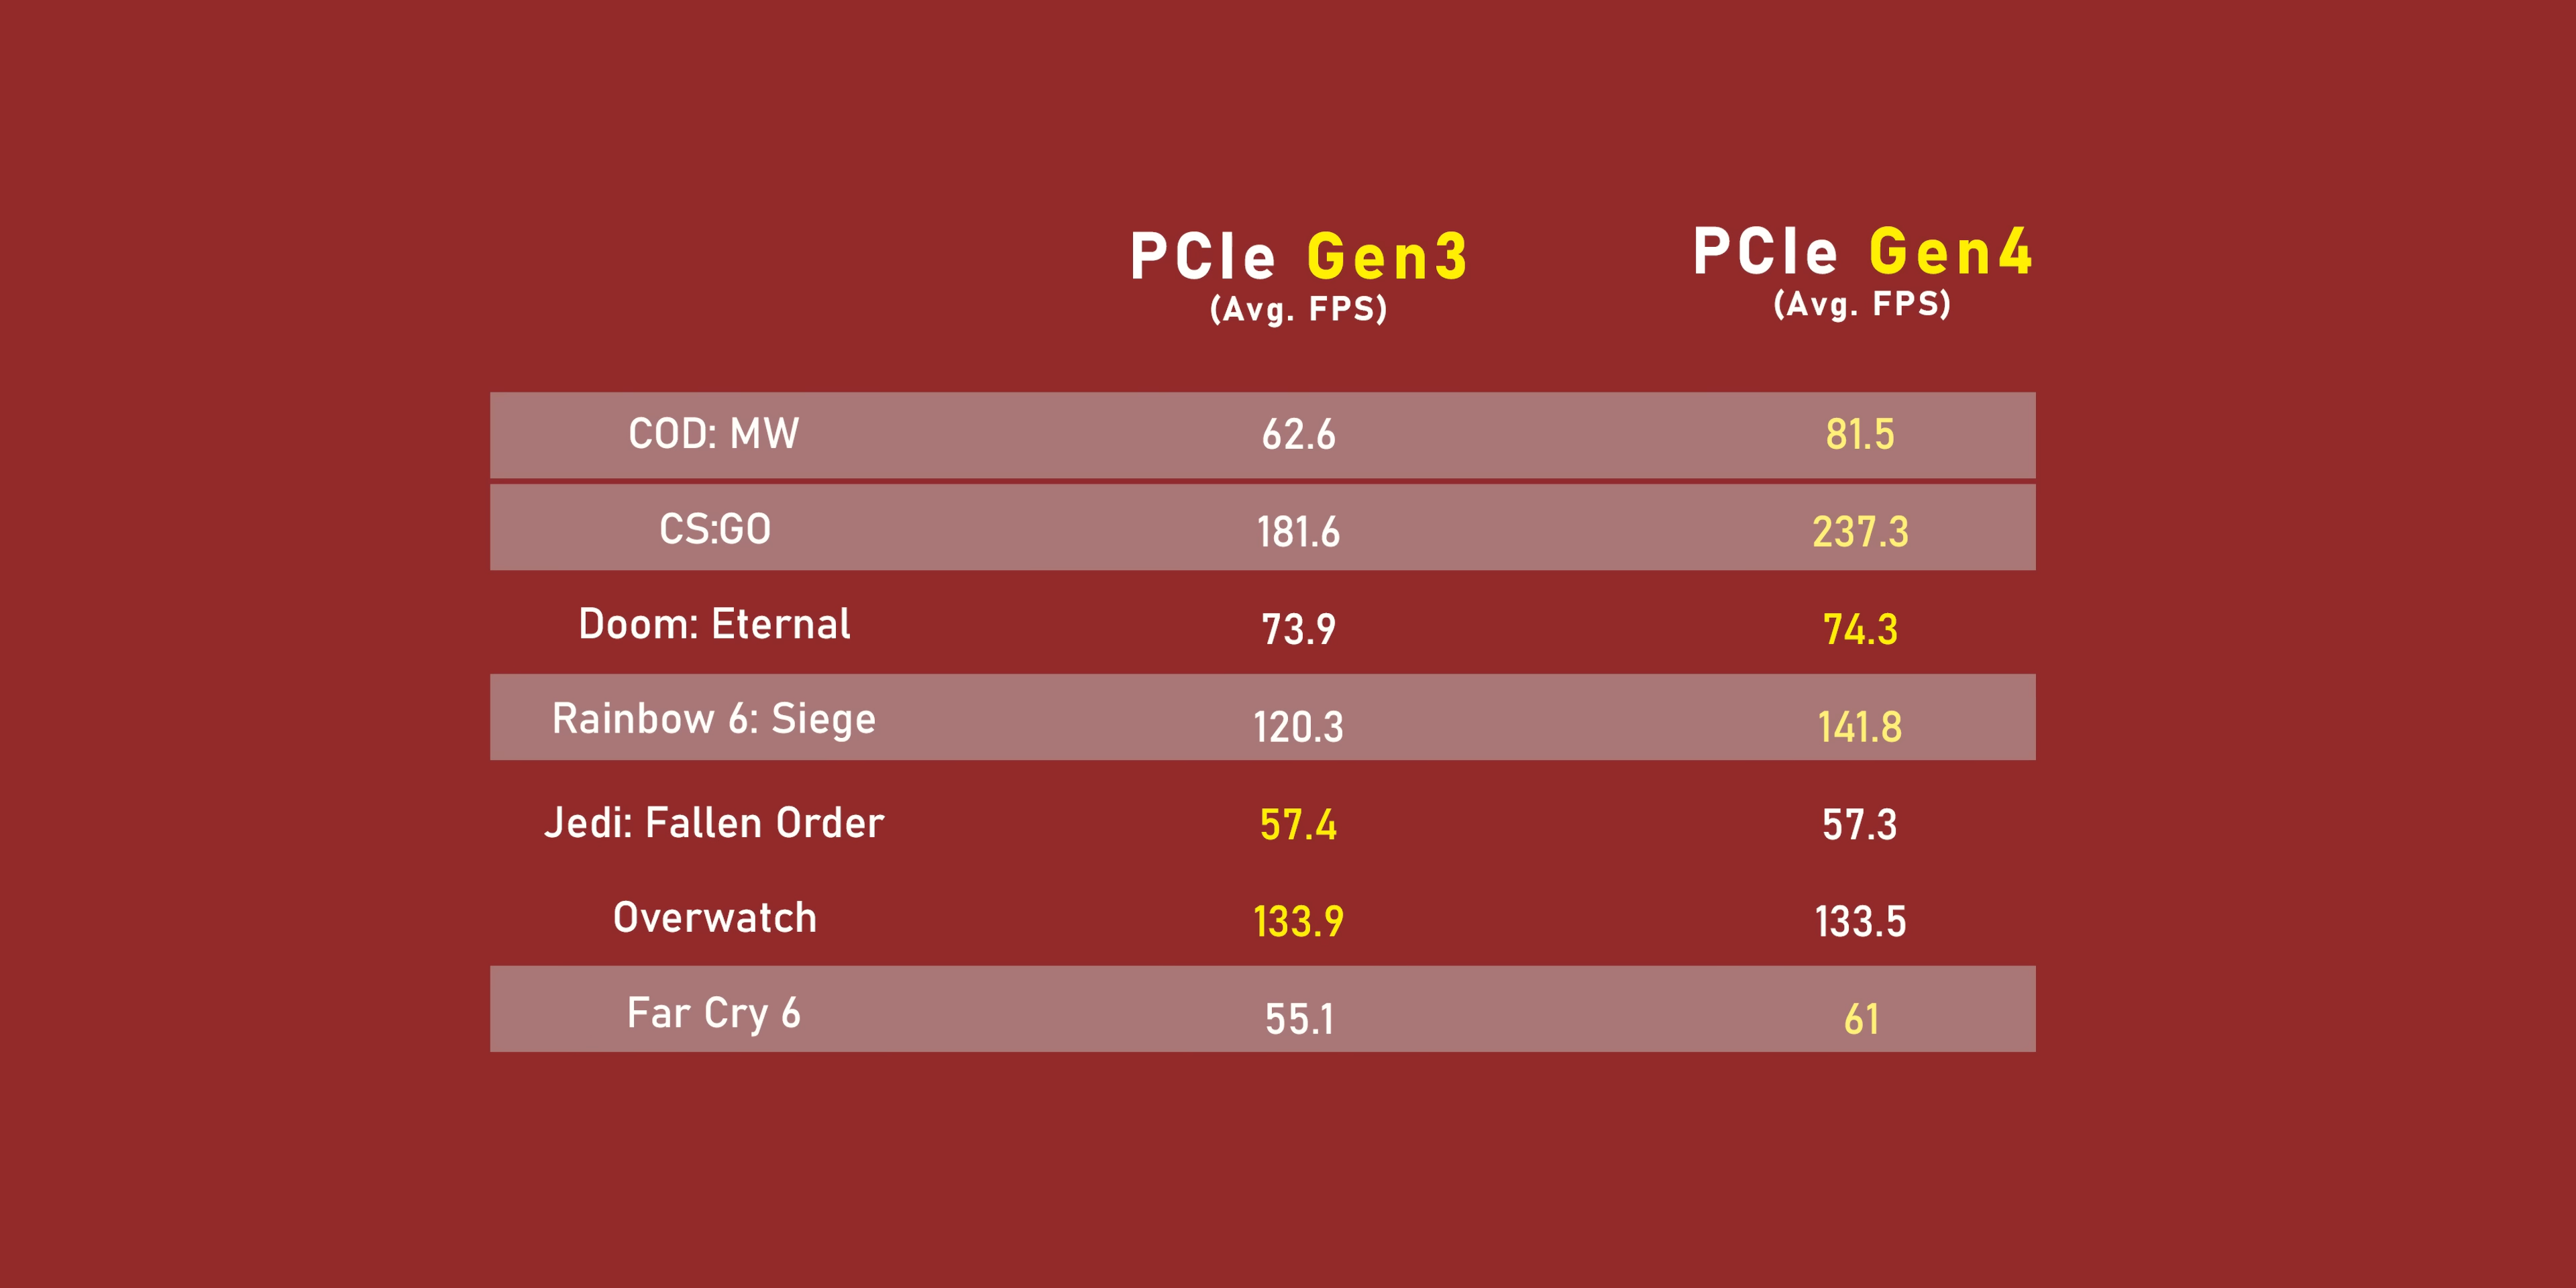 PCIe Gen3 PCIe Gen4
(Avg. FPS) (Avg. FPS)
COD: MW 62.6 81.5
CS:GO 181.6 237.3
Doom: Eternal 73.9 74.3
Rainbow 6: Siege 120.3 141.8
Jedi: Fallen Order 57.4 57.3
Overwatch 133.9 133.5
Far Cry 6 55.1 61